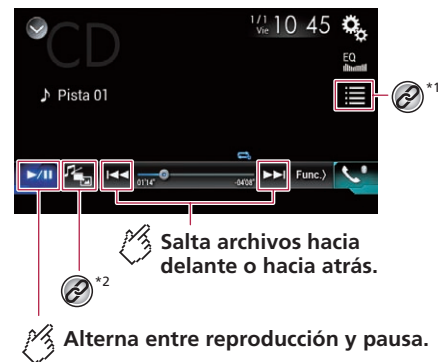 CD
1/1
Vie 10 45
EQ
*1
Pista 01
01'14"
-04'08"
Func.
*2
Salta archivos hacia
delante o hacia atrás.
Alterna entre reproducción y pausa.